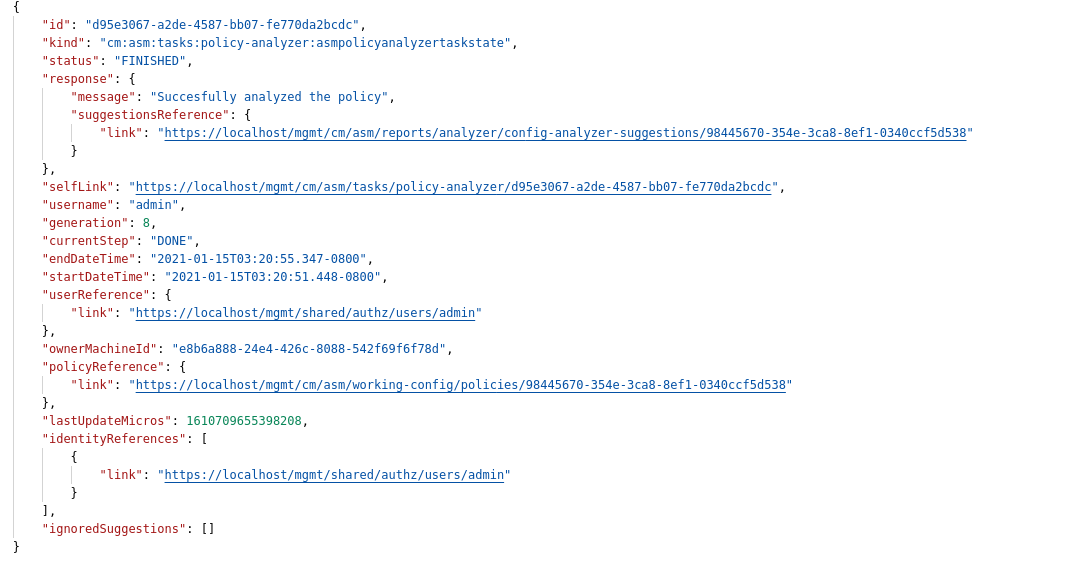 {
    "id": "d95e3067-a2de-4587-bb07-fe770da2bcdc",
    "kind": "cm:asm:tasks:policy-analyzer:asmpolicyanalyzertaskstate",
    "status": "FINISHED",
    "response": {
        "message": "Succesfully analyzed the policy",
        "suggestionsReference": {
            "link": "https://localhost/mgmt/cm/asm/reports/analyzer/config-analyzer-suggestions/98445670-354e-3ca8-8ef1-0340ccf5d538"
        }
    },
    "selfLink": "https://localhost/mgmt/cm/asm/tasks/policy-analyzer/d95e3067-a2de-4587-bb07-fe770da2bcdc",
    "username": "admin",
    "generation": 8,
    "currentStep": "DONE",
    "endDateTime": "2021-01-15T03:20:55.347-0800",
    "startDateTime": "2021-01-15T03:20:51.448-0800",
    "userReference": {
        "link": "https://localhost/mgmt/shared/authz/users/admin"
    },
    "ownerMachineId": "e8b6a888-24e4-426c-8088-542f69f6f78d",
    "policyReference": {
        "link": "https://localhost/mgmt/cm/asm/working-config/policies/98445670-354e-3ca8-8ef1-0340ccf5d538"
    },
    "lastUpdateMicros": 1610709655398208,
    "identityReferences": [
        {
            "link": "https://localhost/mgmt/shared/authz/users/admin"
        }
    ],
    "ignoredSuggestions": []
}